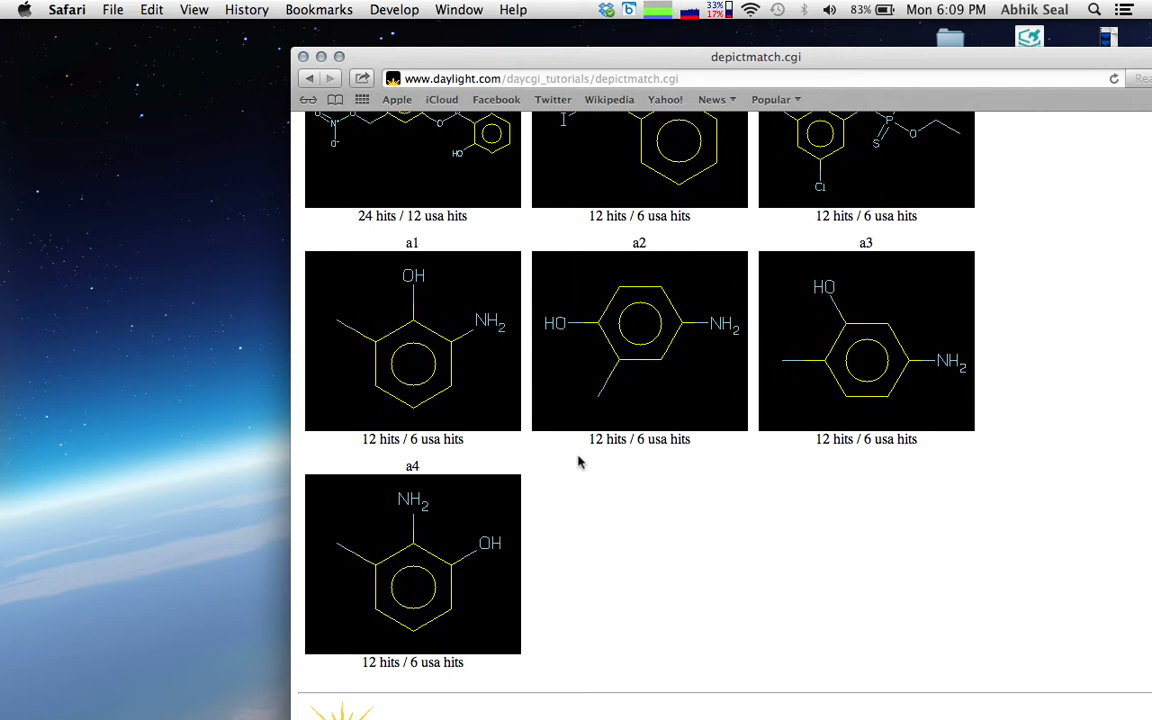 Safari File Edit View History Bookmarks Develop Window Help 33% 17% 83% Mon 6:09 PM Abhik Seal
depictmatch.cgi
www.daylight.com/daycgi_tutorials/depictmatch.cgi
Apple iCloud Facebook Twitter Wikipedia Yahoo! News Popular
N+ O I P O
O- HO S
Cl
24 hits / 12 usa hits 12 hits / 6 usa hits 12 hits / 6 usa hits
a1 a2 a3
OH HO
NH2 HO NH2 NH2
12 hits / 6 usa hits 12 hits / 6 usa hits 12 hits / 6 usa hits
a4
NH2
OH
12 hits / 6 usa hits